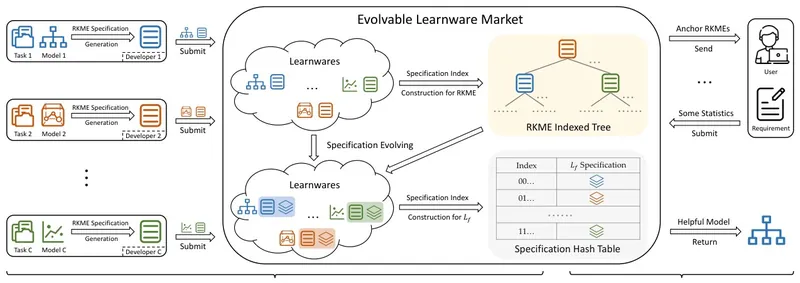 Evolvable Learnware Market
RKME Specification
Generation
Task 1
Model 1
Developer 1
Submit
RKME Specification
Generation
Task 2
Model 2
Developer 2
Submit
RKME Specification
Generation
Task C
Model C
Developer C
Submit
Learnwares
...
Specification Index
Construction for RKME
...
...
...
RKME Indexed Tree
Specification Evolving
Learnwares
...
Specification Index
Construction for L_f
Index
L_f Specification
00...
01...
......
11...
Specification Hash Table
Anchor RKMEs
Send
...
Some Statistics
Submit
User
Requirement
Helpful Model
Return